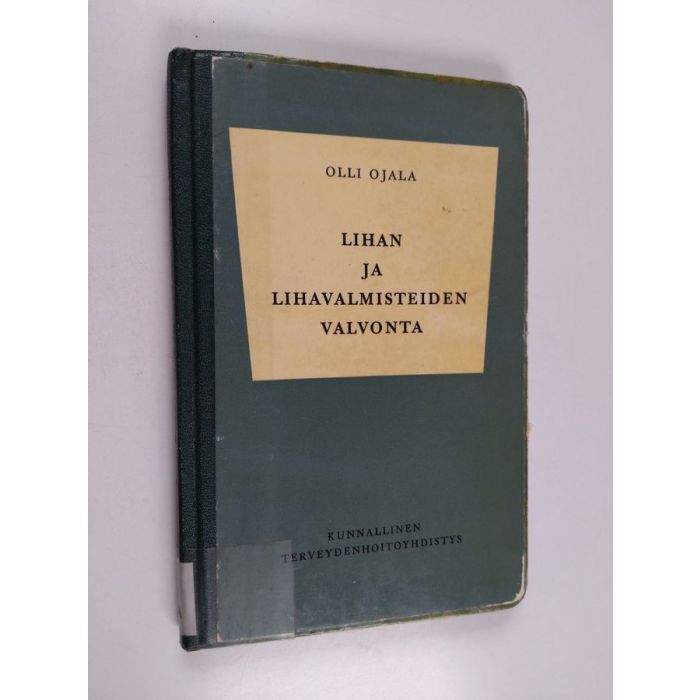 OLLI OJALA
LIHAN
JA
LIHAVALMISTEIDEN
VALVONTA
KUNNALLINEN
TERVEYDENHOITOYHDISTYS